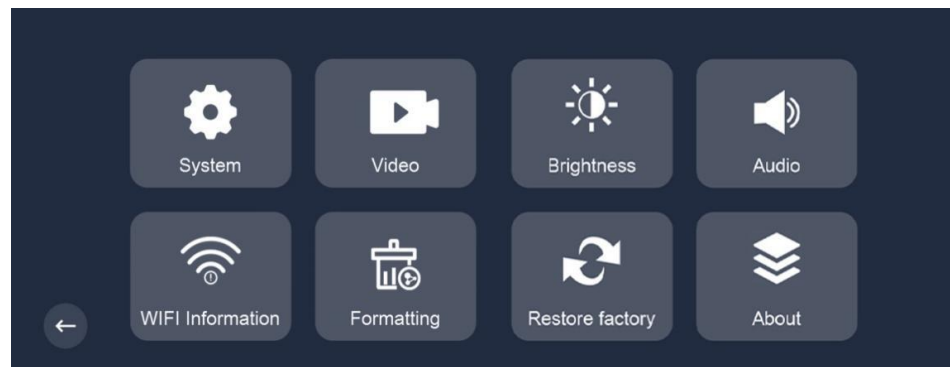 System
Video
Brightness
Audio
WIFI Information
Formatting
Restore factory
About